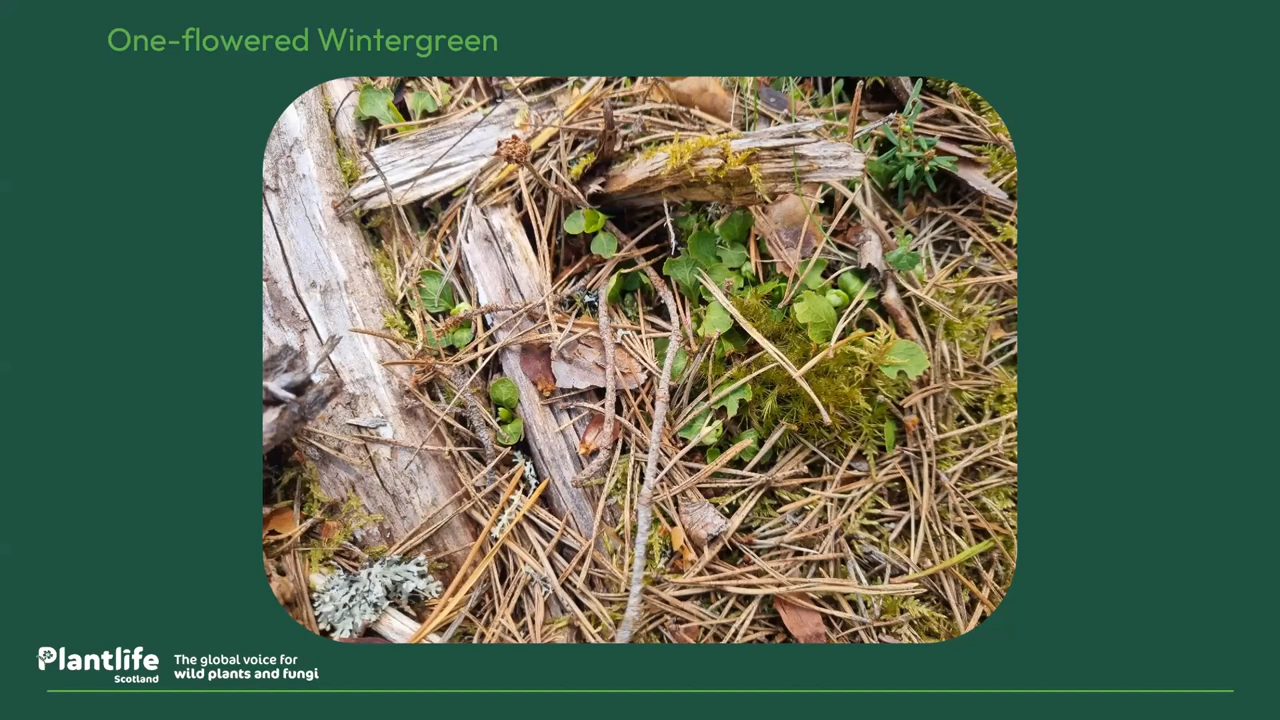 One-flowered Wintergreen
Plantlife
Scotland
The global voice for
wild plants and fungi